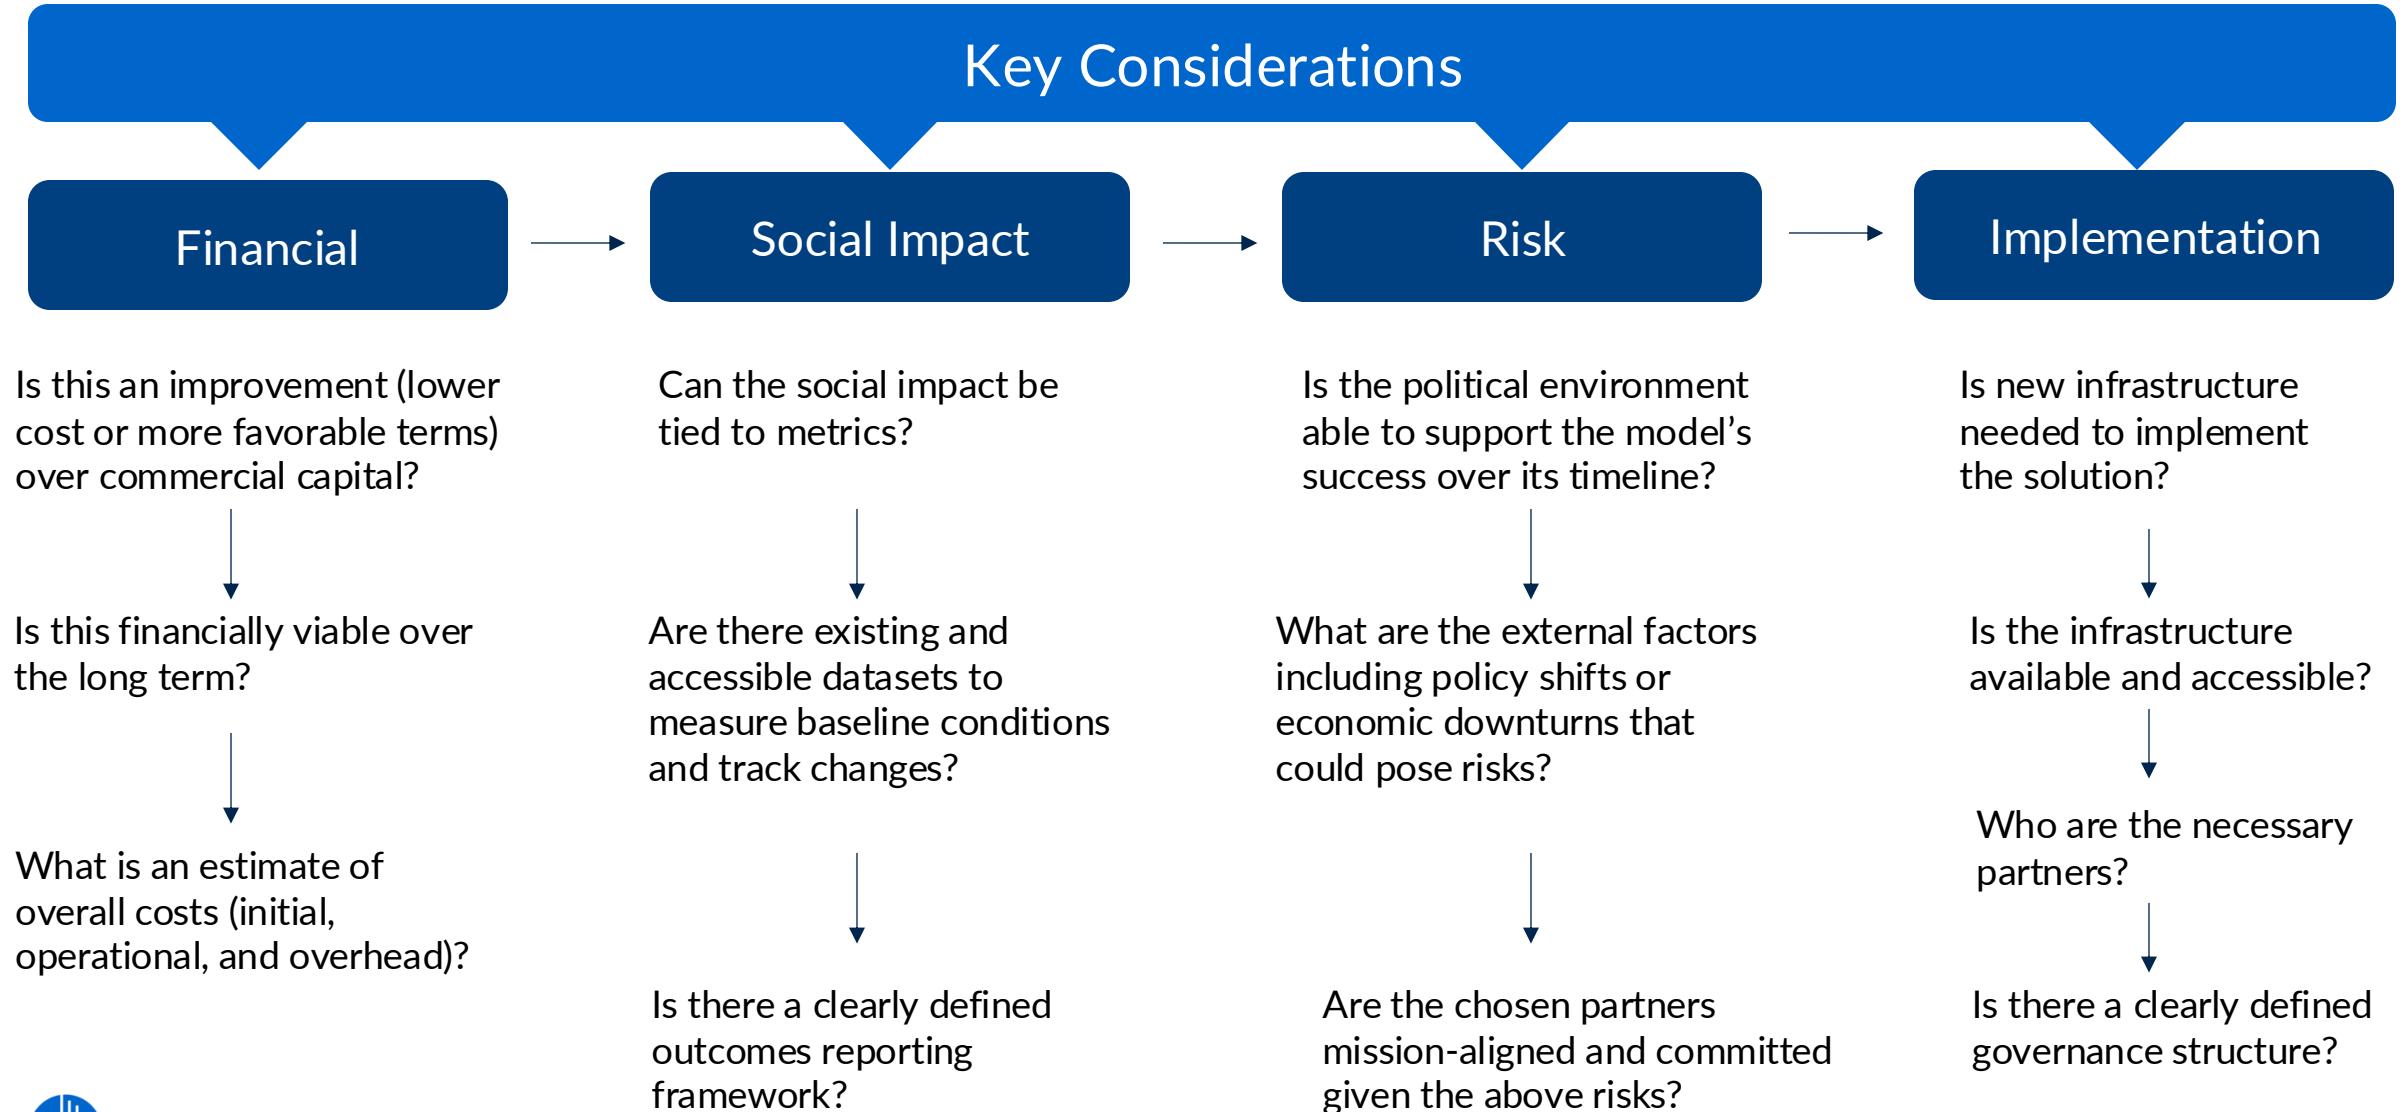 Key Considerations
Financial
Social Impact
Risk
Implementation
Is this an improvement (lower
cost or more favorable terms)
over commercial capital?
Is this financially viable over
the long term?
What is an estimate of
overall costs (initial,
operational, and overhead)?
Can the social impact be
tied to metrics?
Are there existing and
accessible datasets to
measure baseline conditions
and track changes?
Is there a clearly defined
outcomes reporting
framework?
Is the political environment
able to support the model’s
success over its timeline?
What are the external factors
including policy shifts or
economic downturns that
could pose risks?
Are the chosen partners
mission-aligned and committed
given the above risks?
Is new infrastructure
needed to implement
the solution?
Is the infrastructure
available and accessible?
Who are the necessary
partners?
Is there a clearly defined
governance structure?